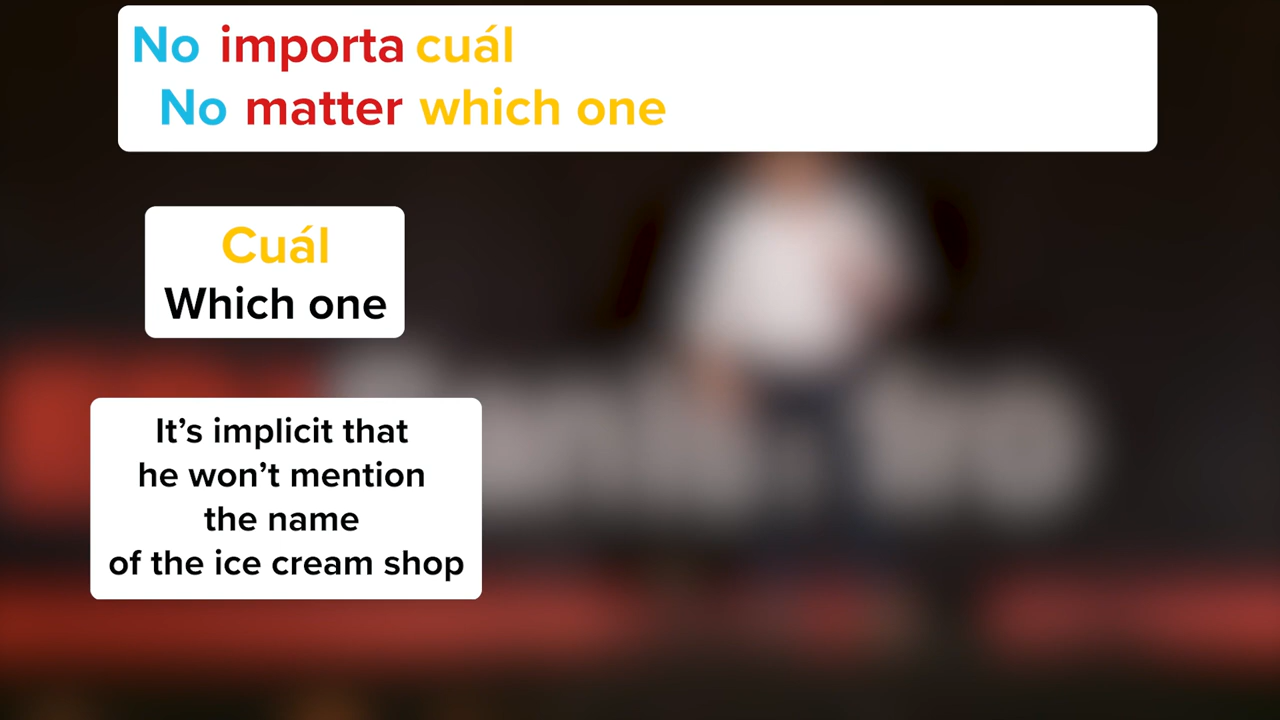 No importa cuál
No matter which one
Cuál
Which one
It’s implicit that
he won’t mention
the name
of the ice cream shop